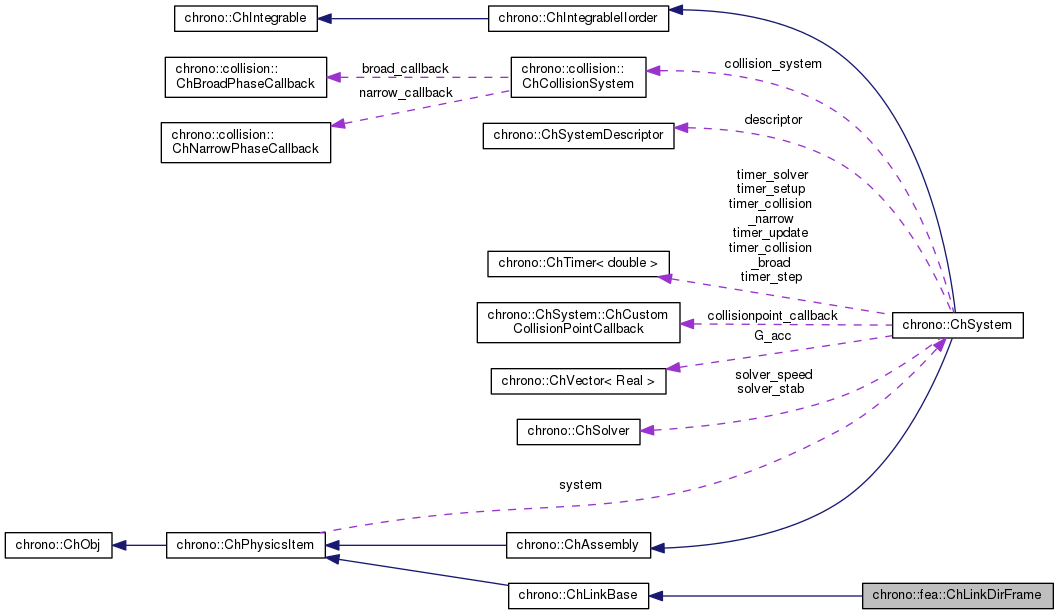 chrono::ChIntegrable
chrono::ChIntegrableIIorder
chrono::collision::
ChBroadPhaseCallback
broad_callback
chrono::collision::
ChCollisionSystem
collision_system
narrow_callback
chrono::collision::
ChNarrowPhaseCallback
chrono::ChSystemDescriptor
descriptor
timer_solver
timer_setup
timer_collision
_narrow
timer_update
timer_collision
_broad
timer_step
chrono::ChTimer< double >
chrono::ChSystem::ChCustom
CollisionPointCallback
collisionpoint_callback
chrono::ChSystem
G_acc
chrono::ChVector< Real >
solver_speed
solver_stab
chrono::ChSolver
system
chrono::ChObj
chrono::ChPhysicsItem
chrono::ChAssembly
chrono::ChLinkBase
chrono::fea::ChLinkDirFrame